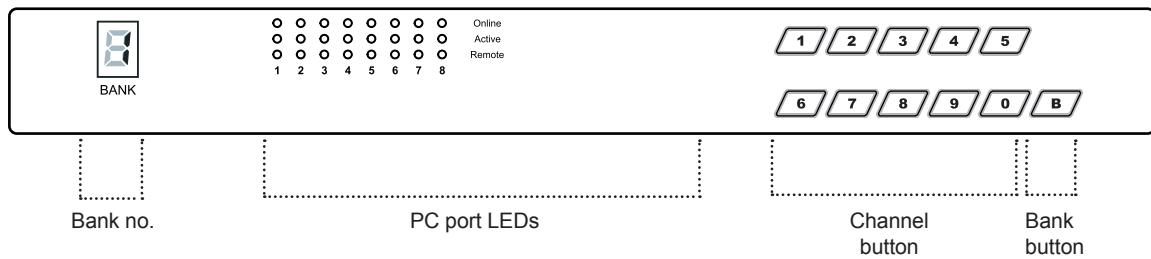 1
BANK
Online
Active
Remote
1 2 3 4 5 6 7 8
1 2 3 4 5
6 7 8 9 0 B
Bank no.
PC port LEDs
Channel
button
Bank
button